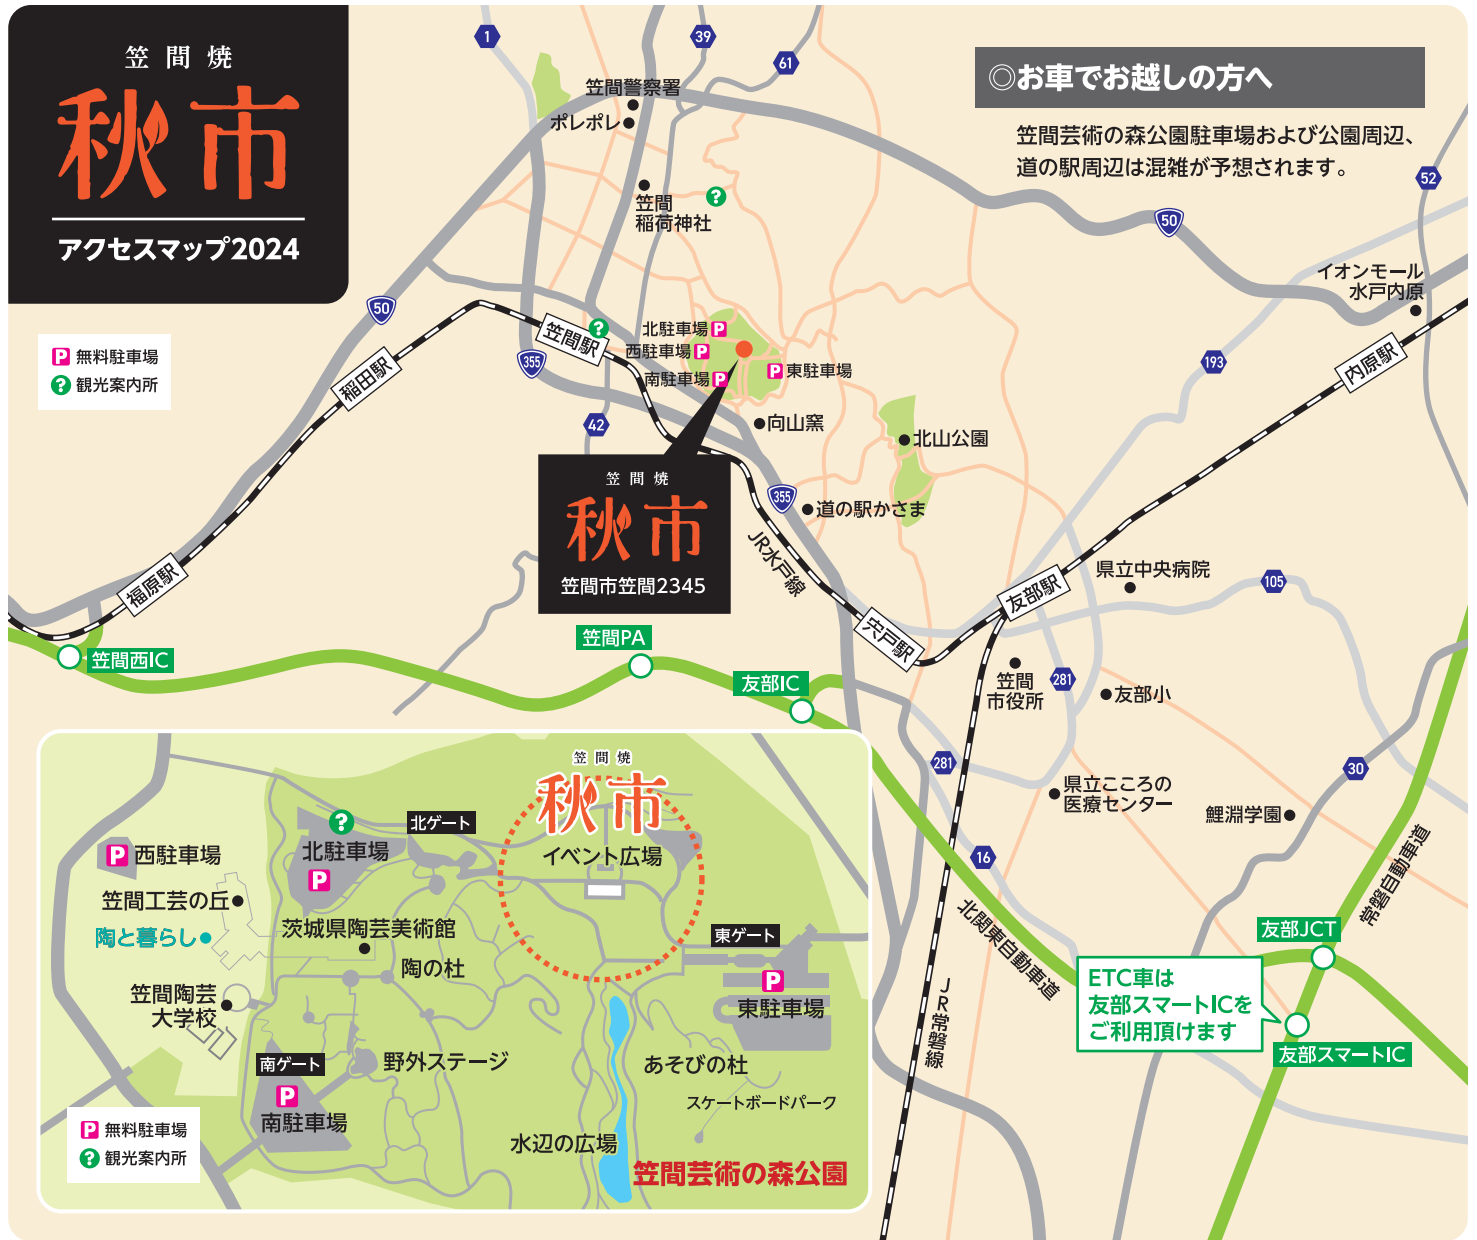 笠間焼
秋市
アクセスマップ2024
P 無料駐車場
? 観光案内所
◎お車でお越しの方へ
笠間芸術の森公園駐車場および公園周辺、
道の駅周辺は混雑が予想されます。
1
39
61
笠間警察署
ポレポレ
52
笠間
稲荷神社
?
50
イオンモール
水戸内原
50
笠間駅
?
北駐車場 P
西駐車場 P
南駐車場 P
P 東駐車場
355
稲田駅
193
内原駅
42
向山窯
北山公園
笠間焼
秋市
笠間市笠間2345
355
道の駅かさま
JR水戸線
福原駅
県立中央病院
105
友部駅
宍戸駅
笠間西IC
笠間PA
友部IC
笠間
市役所
281
友部小
281
30
県立こころの
医療センター
鯉淵学園
16
常磐自動車道
北関東自動車道
JR常磐線
友部JCT
ETC車は
友部スマートICを
ご利用頂けます
友部スマートIC
笠間焼
秋市
イベント広場
北ゲート
?
北駐車場
P
P 西駐車場
笠間工芸の丘
陶と暮らし
茨城県陶芸美術館
陶の杜
東ゲート
P
東駐車場
笠間陶芸
大学校
南ゲート
P
南駐車場
野外ステージ
あそびの杜
スケートボードパーク
水辺の広場
笠間芸術の森公園
P 無料駐車場
? 観光案内所